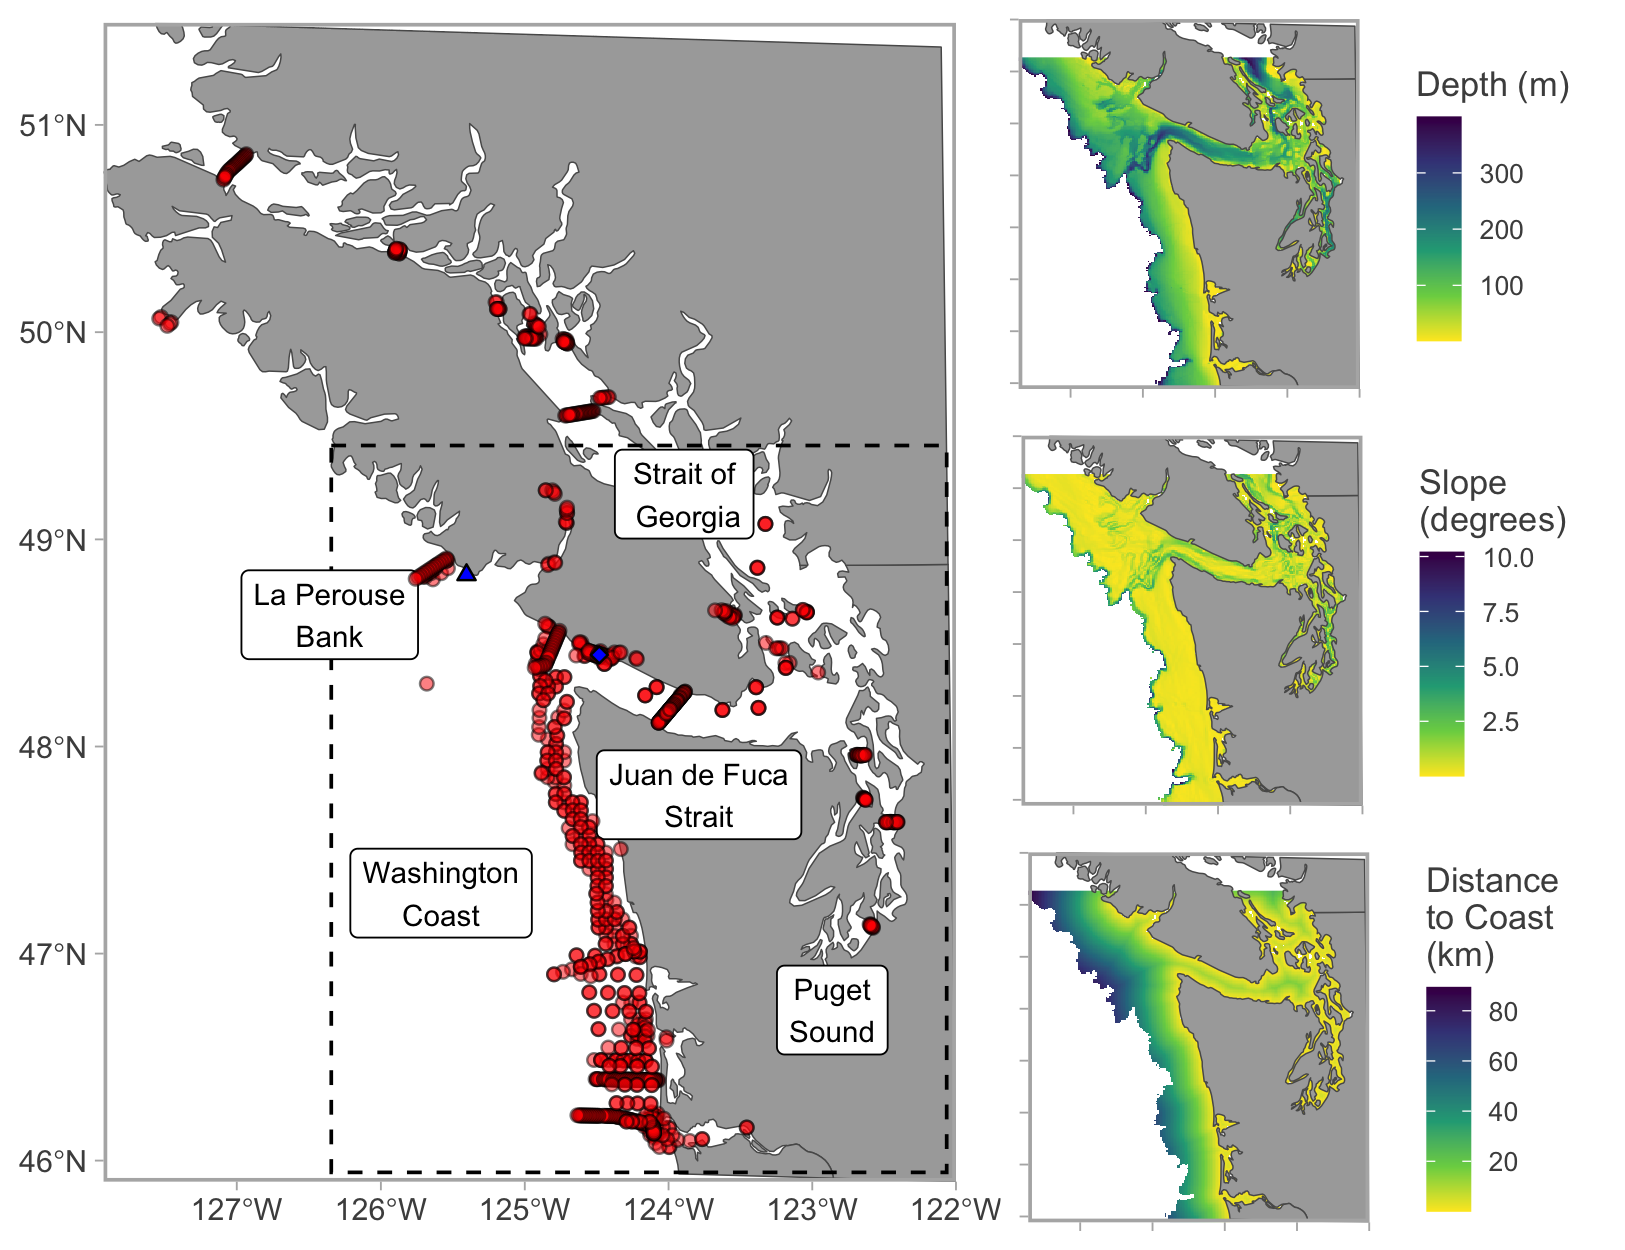 51°N
50°N
49°N
48°N
47°N
46°N
127°W
126°W
125°W
124°W
123°W
122°W
Strait of
Georgia
La Perouse
Bank
Juan de Fuca
Strait
Washington
Coast
Puget
Sound
Depth (m)
300
200
100
Slope
(degrees)
10.0
7.5
5.0
2.5
Distance
to Coast
(km)
80
60
40
20